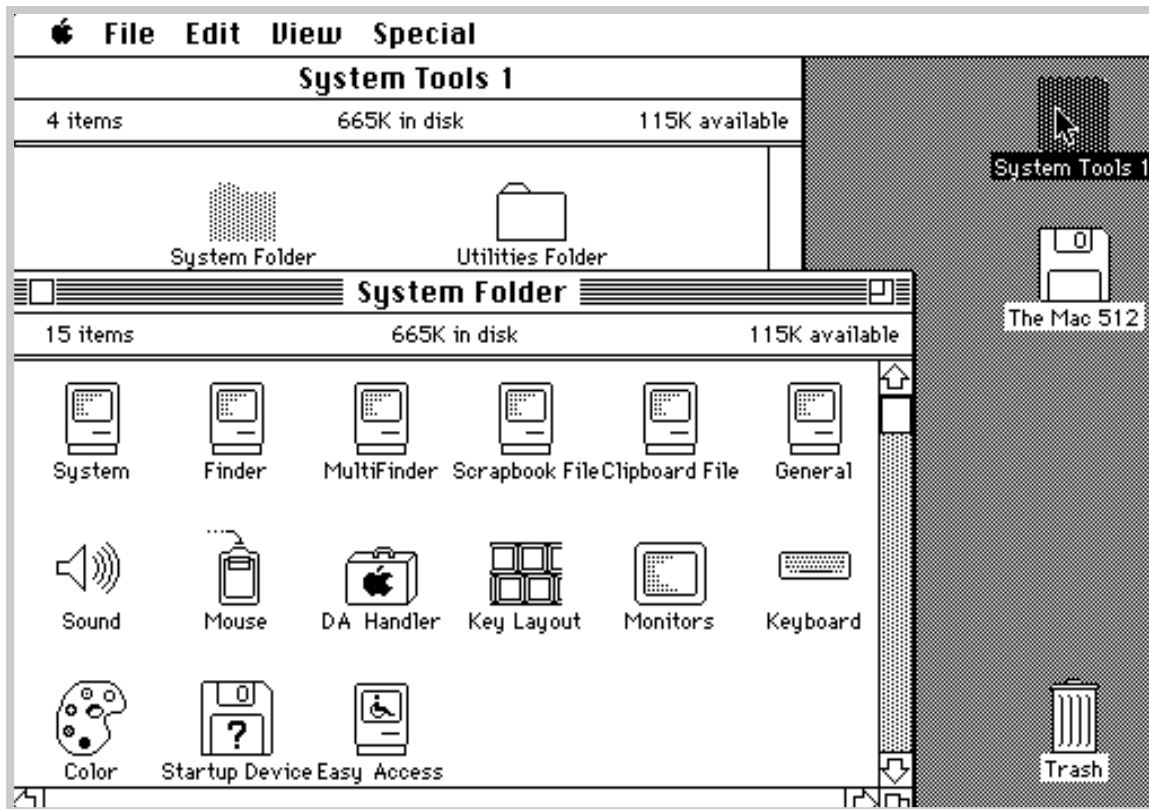 File Edit View Special
System Tools 1
4 items 665K in disk 115K available
System Folder Utilities Folder
System Folder
15 items 665K in disk 115K available
System Finder MultiFinder Scrapbook File Clipboard File General
Sound Mouse DA Handler Key Layout Monitors Keyboard
?
Color Startup Device Easy Access
System Tools 1
The Mac 512
Trash